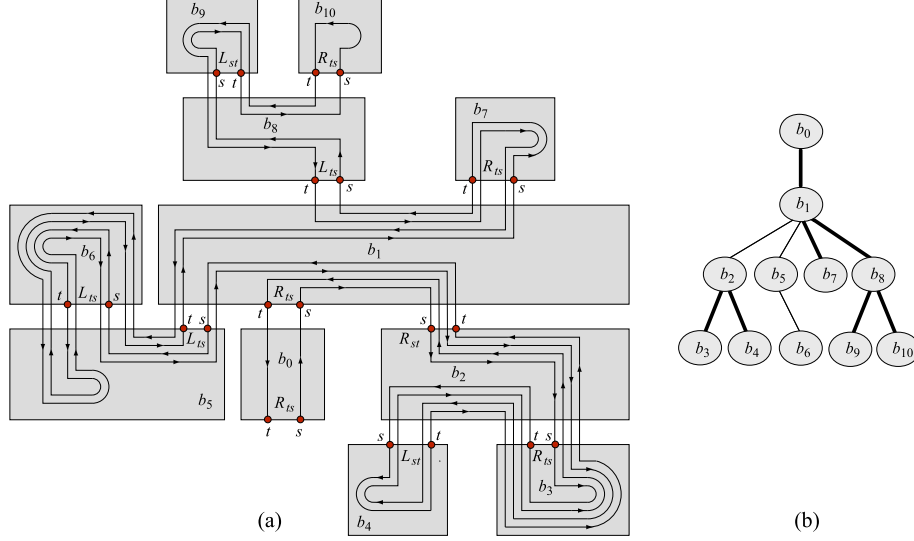 b9
b10
Lst
Rts
s t
t s
b8
b7
Lts
Rts
t s
t s
b6
b1
t Lts s
Rts
t s
t s
Lts
s t
Rst
b0
b2
b5
Rts
t s
s t
t s
Lst
Rts
b3
b4
(a)
b0
b1
b2 b5 b7 b8
b3 b4 b6 b9 b10
(b)